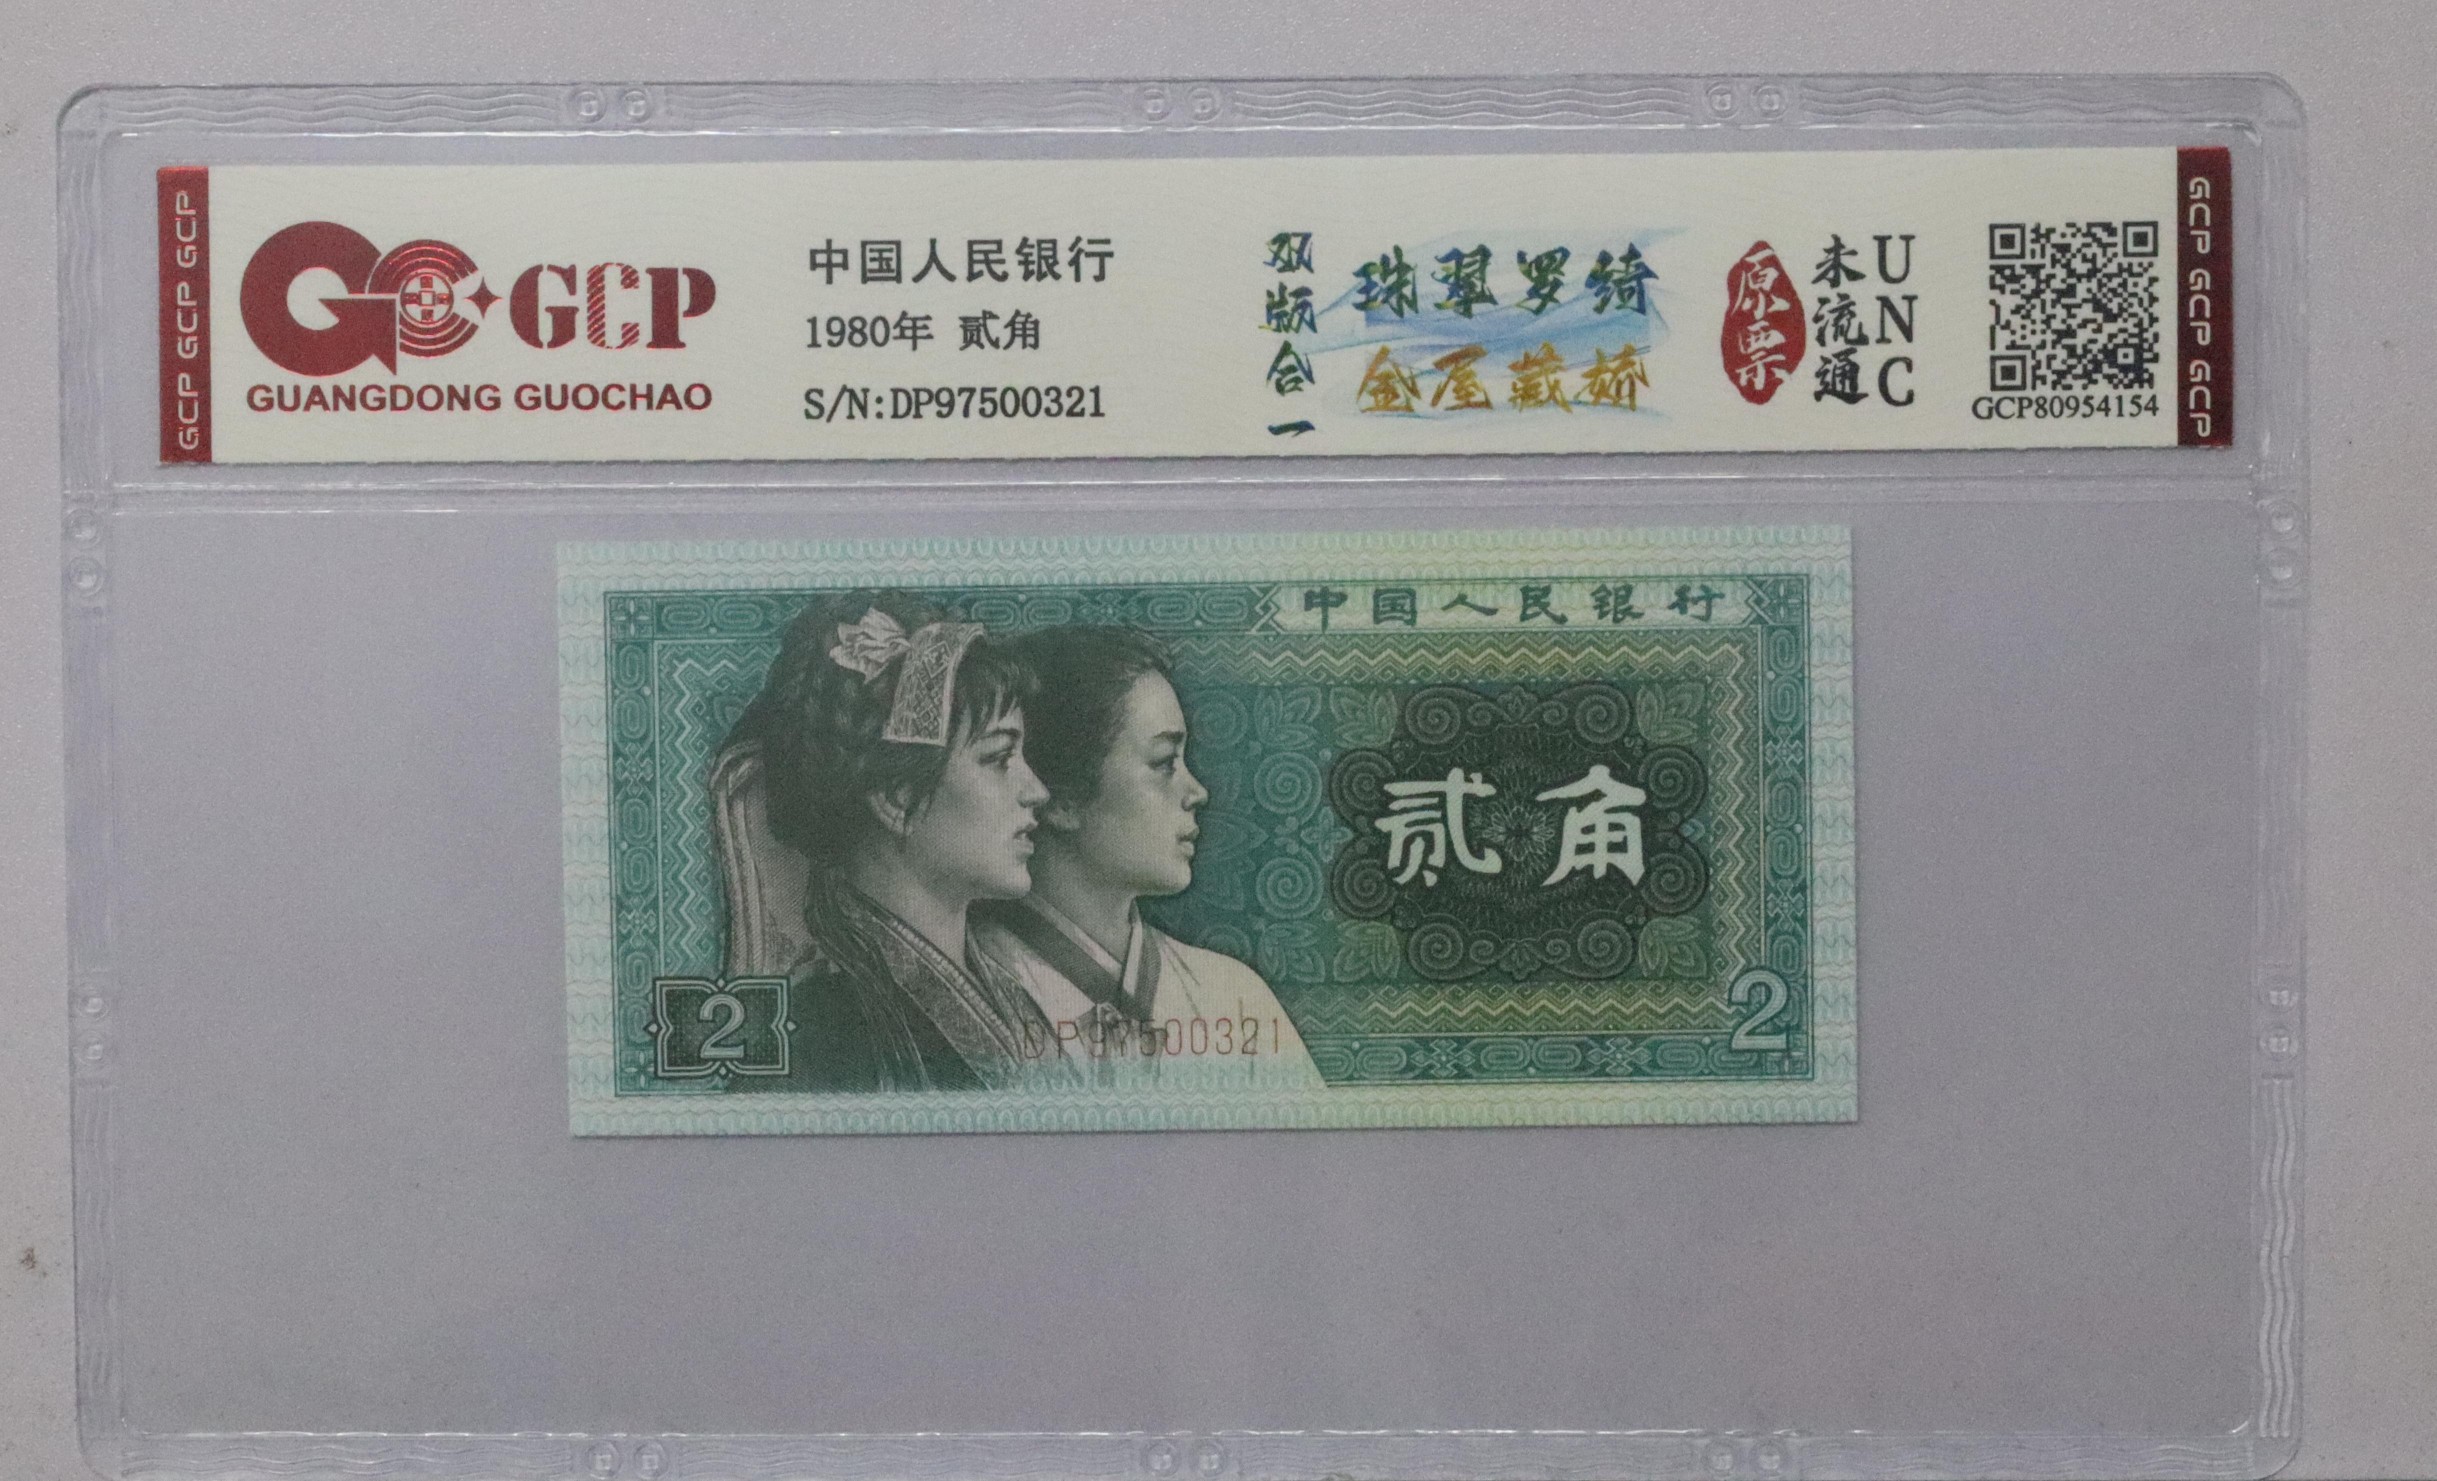 GCP GCP GCP
GCP
GUANGDONG GUOCHAO
中国人民银行
1980年 贰角
S/N:DP97500321
双版合一
珠翠罗绮
金屋藏娇
原票
未流通
UNC
GCP80954154
GCP GCP GCP
中国人民银行
贰角
2
DP97500321
2